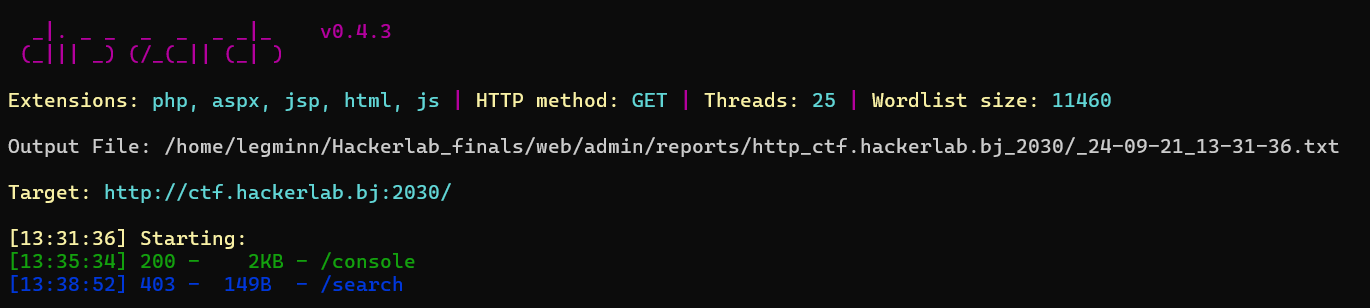 _|. _ _  _  _  _ _|_    v0.4.3
(_||| _) (/_(_|| (_| )
Extensions: php, aspx, jsp, html, js | HTTP method: GET | Threads: 25 | Wordlist size: 11460
Output File: /home/legminn/Hackerlab_finals/web/admin/reports/http_ctf.hackerlab.bj_2030/_24-09-21_13-31-36.txt
Target: http://ctf.hackerlab.bj:2030/
[13:31:36] Starting:
[13:35:34] 200 -    2KB - /console
[13:38:52] 403 -  149B  - /search